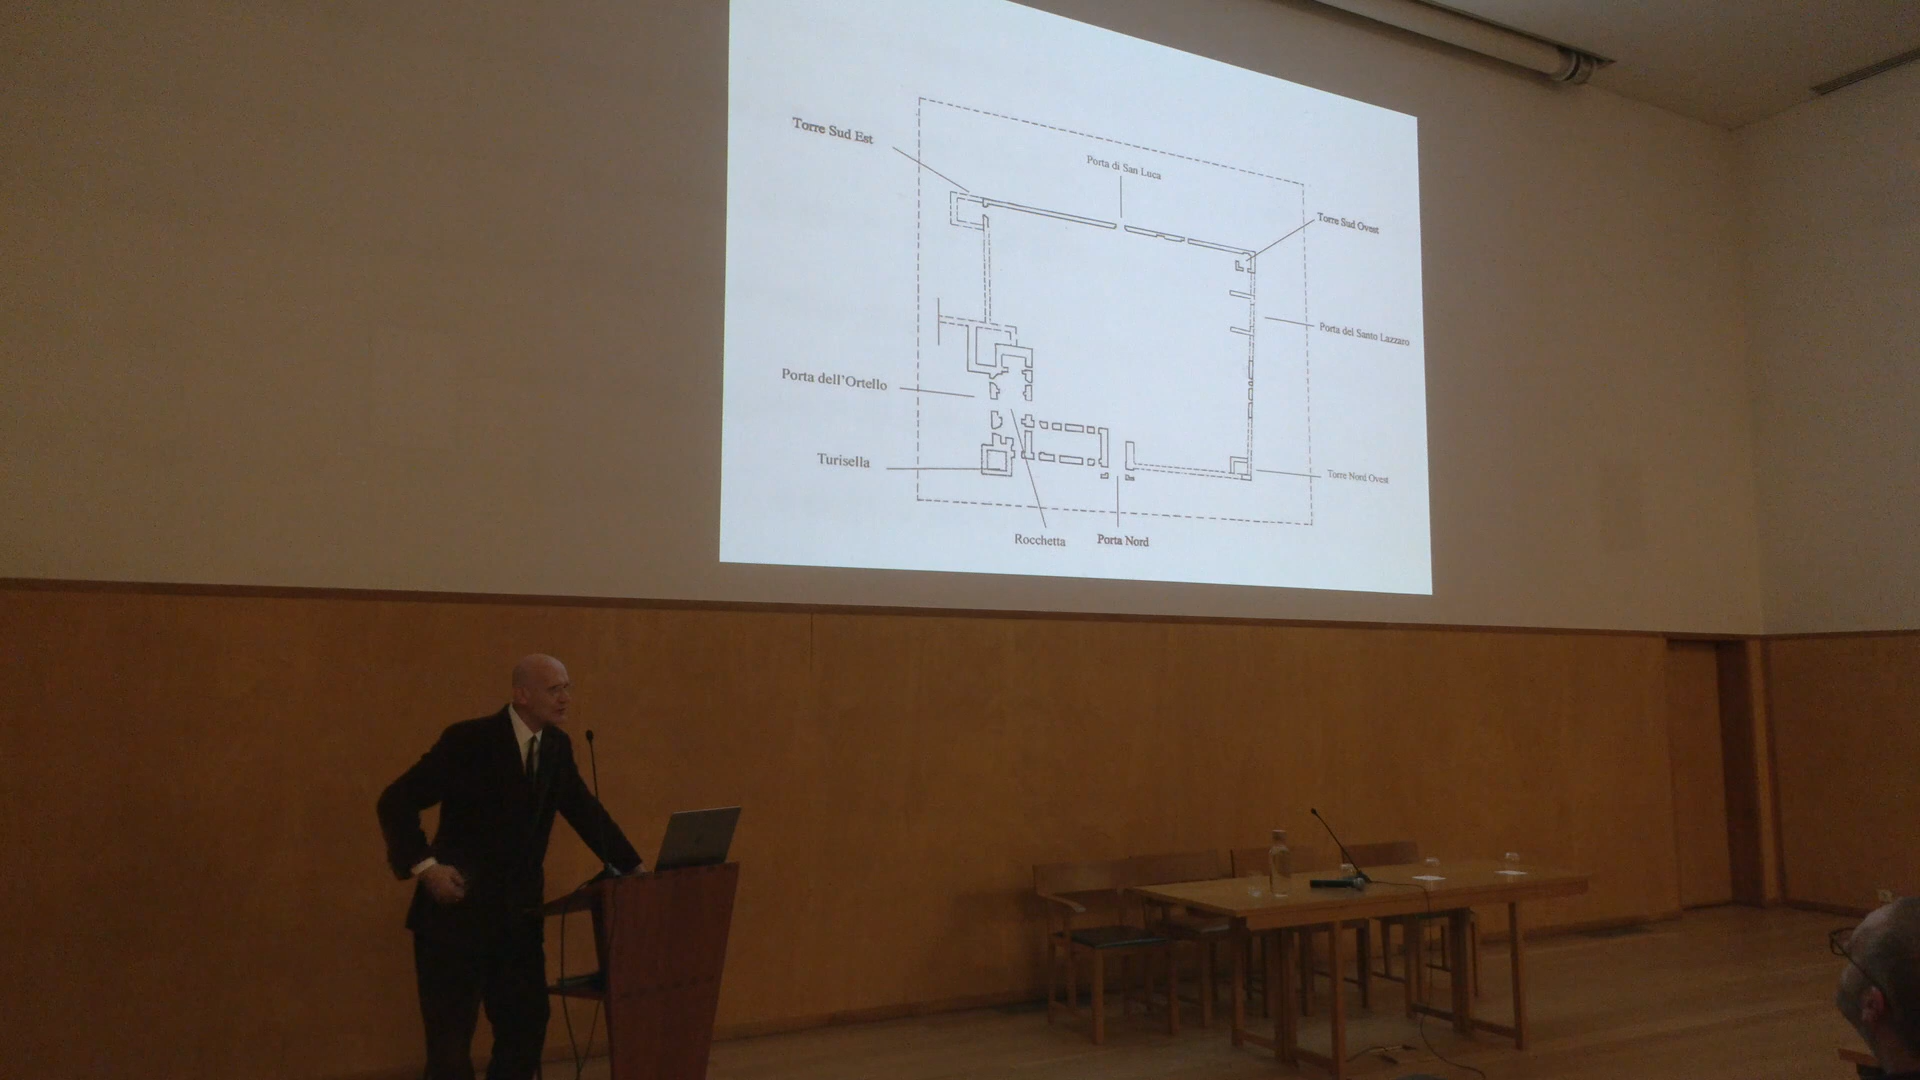 Torre Sud Est
Porta di San Luca
Torre Sud Ovest
Porta del Santo Lazzaro
Porta dell'Ortello
Turisella
Torre Nord Ovest
Rocchetta
Porta Nord